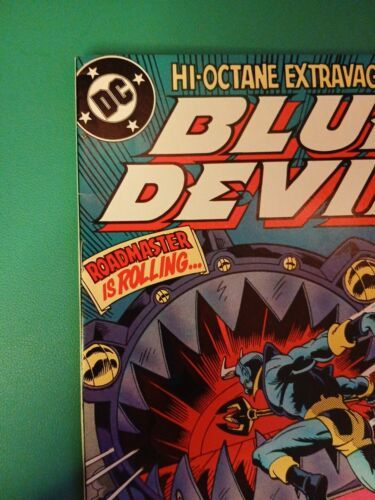 DC
HI-OCTANE EXTRAVAG
BLU
DEVI
ROADMASTER
IS ROLLING...